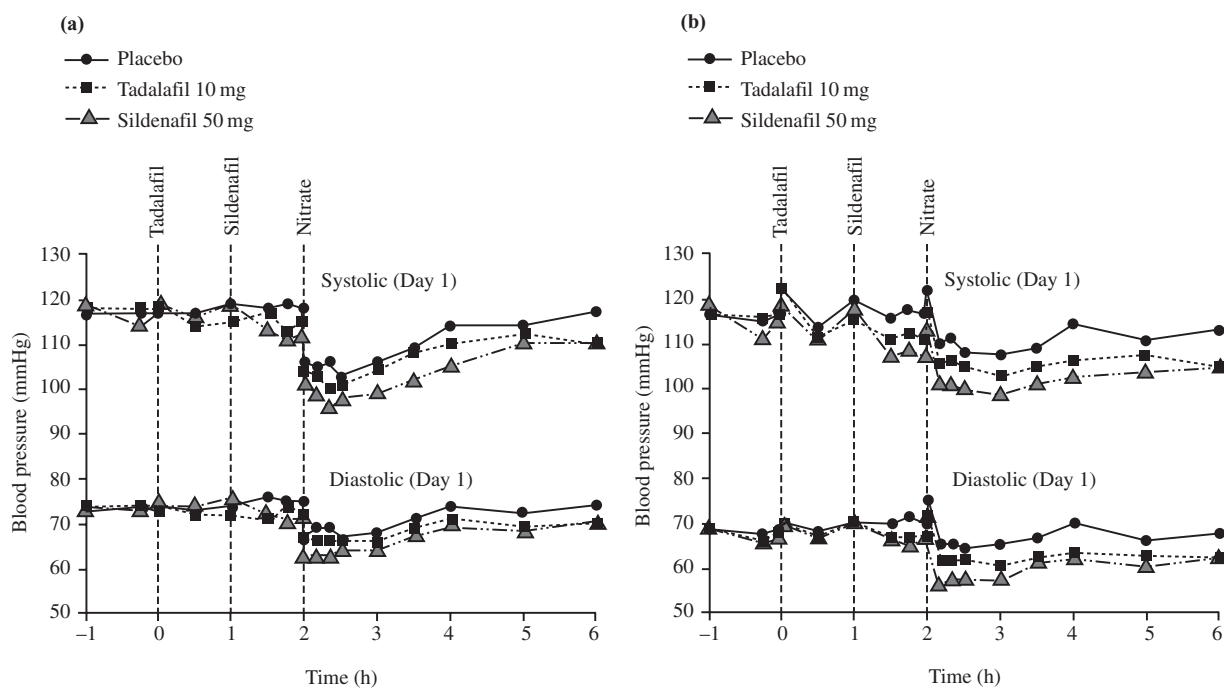 (a)
Placebo
Tadalafil 10 mg
Sildenafil 50 mg
Tadalafil
Sildenafil
Nitrate
130
120
110
100
90
80
70
60
50
Systolic (Day 1)
Diastolic (Day 1)
Blood pressure (mmHg)
–1 0 1 2 3 4 5 6
Time (h)
(b)
Placebo
Tadalafil 10 mg
Sildenafil 50 mg
Tadalafil
Sildenafil
Nitrate
130
120
110
100
90
80
70
60
50
Systolic (Day 1)
Diastolic (Day 1)
Blood pressure (mmHg)
–1 0 1 2 3 4 5 6
Time (h)